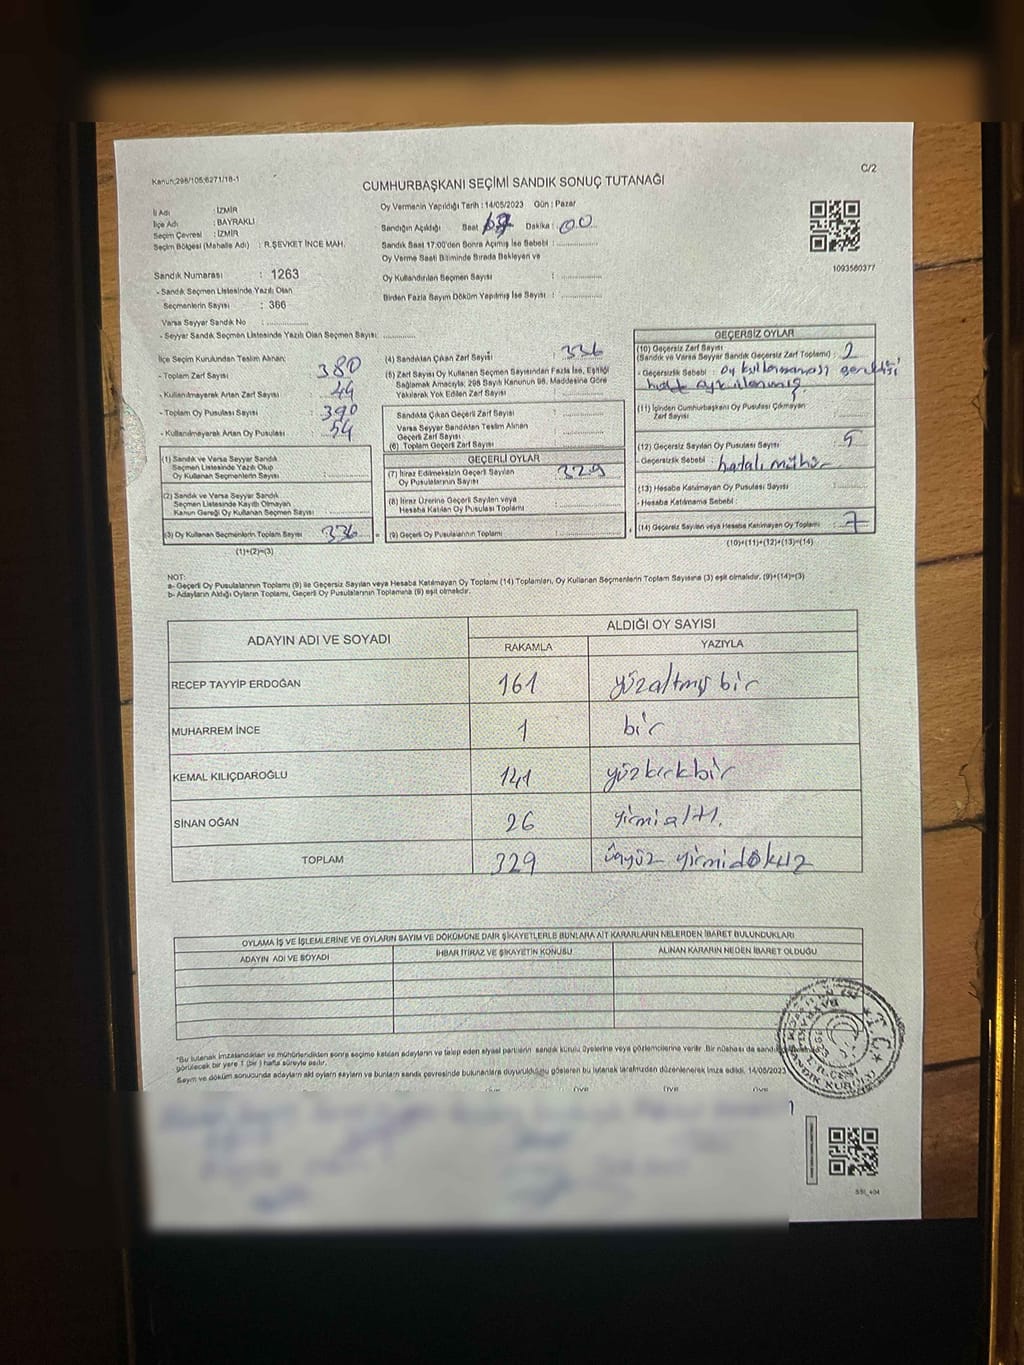 Kanun:298/105;6271/18-1
C/2
CUMHURBAŞKANI SEÇİMİ SANDIK SONUÇ TUTANAĞI
İl Adı : İZMİR
İlçe Adı : BAYRAKLI
Seçim Çevresi : İZMİR
Seçim Bölgesi (Mahalle Adı) : R.ŞEVKET İNCE MAH.
Sandık Numarası : 1263
- Sandık Seçmen Listesinde Yazılı Olan
Seçmenlerin Sayısı : 366
Varsa Seyyar Sandık No :
- Seyyar Sandık Seçmen Listesinde Yazılı Olan Seçmen Sayısı:
Oy Vermenin Yapıldığı Tarih : 14/05/2023 Gün : Pazar
Sandığın Açıldığı Saat Dakika : 00
Sandık Saat 17:00'den Sonra Açılmış İse Sebebi :
Oy Verme Saati Bitiminde Sırada Bekleyen ve
Oy Kullandırılan Seçmen Sayısı :
Birden Fazla Sayım Döküm Yapılmış İse Sayısı :
1093560377
İlçe Seçim Kurulundan Teslim Alınan:
- Toplam Zarf Sayısı : 380
- Kullanılmayarak Artan Zarf Sayısı : 44
- Toplam Oy Pusulası Sayısı : 390
- Kullanılmayarak Artan Oy Pusulası : 54
(1) Sandık ve Varsa Seyyar Sandık
Seçmen Listesinde Yazılı Olup
Oy Kullanan Seçmenlerin Sayısı :
(2) Sandık ve Varsa Seyyar Sandık
Seçmen Listesinde Kayıtlı Olmayan
Kanun Gereği Oy Kullanan Seçmen Sayısı :
(3) Oy Kullanan Seçmenlerin Toplam Sayısı : 336
(1)+(2)=(3)
(4) Sandıktan Çıkan Zarf Sayısı : 336
(5) Zarf Sayısı Oy Kullanan Seçmen Sayısından Fazla İse, Eşitliği
Sağlamak Amacıyla; 298 Sayılı Kanunun 98. Maddesine Göre
Yakılarak Yok Edilen Zarf Sayısı :
Sandıkta Çıkan Geçerli Zarf Sayısı :
Varsa Seyyar Sandıkten Teslim Alınan
Geçerli Zarf Sayısı :
(6) Toplam Geçerli Zarf Sayısı :
GEÇERLİ OYLAR
(7) İtiraz Edilmeksizin Geçerli Sayılan
Oy Pusulalarının Sayısı : 329
(8) İtiraz Üzerine Geçerli Sayılan veya
Hesaba Katılan Oy Pusulası Toplamı :
(9) Geçerli Oy Pusulalarının Toplamı :
GEÇERSİZ OYLAR
(10) Geçersiz Zarf Sayısı
(Sandık ve Varsa Seyyar Sandık Geçersiz Zarf Toplamı) : 2
- Geçersizlik Sebebi : oy kullanması gerektiği
(11) İçinden Cumhurbaşkanı Oy Pusulası Çıkmayan
Zarf Sayısı :
(12) Geçersiz Sayılan Oy Pusulası Sayısı : 5
- Geçersizlik Sebebi : hatalı mühür
(13) Hesaba Katılmayan Oy Pusulası Sayısı :
- Hesaba Katılmama Sebebi :
(14) Geçersiz Sayılan veya Hesaba Katılmayan Oy Toplamı : 7
(10)+(11)+(12)+(13)=(14)
NOT:
a- Geçerli Oy Pusulalarının Toplamı (9) ile Geçersiz Sayılan veya Hesaba Katılmayan Oy Toplamı (14) Toplamları, Oy Kullanan Seçmenlerin Toplam Sayısına (3) eşit olmalıdır. (9)+(14)=(3)
b- Adayların Aldığı Oyların Toplamı, Geçerli Oy Pusulalarının Toplamına (9) eşit olmalıdır.
ADAYIN ADI VE SOYADI
ALDIĞI OY SAYISI
RAKAMLA YAZIYLA
RECEP TAYYİP ERDOĞAN 161 yüzaltmış bir
MUHARREM İNCE 1 bir
KEMAL KILIÇDAROĞLU 141 yüzkırkbir
SİNAN OĞAN 26 yirmialtı.
TOPLAM 329 üçyüz yirmidokuz
OYLAMA İŞ VE İŞLEMLERİNE VE OYLARIN SAYIM VE DÖKÜMÜNE DAİR ŞİKAYETLERLE BUNLARA AİT KARARLARIN NELERDEN İBARET BULUNDUKLARI
ADAYIN ADI VE SOYADI İHBAR İTİRAZ VE ŞİKAYETİN KONUSU ALINAN KARARIN NEDEN İBARET OLDUĞU
*Bu tutanak imzalandıktan ve mühürlendikten sonra seçime katılan adayların ve talep eden siyasi partilerin sandık kurulu üyelerine veya gözlemcilerine verilir. Bir nüshası da
görülecek bir yere 1 (bir) hafta süreyle asılır.
Sayım ve döküm sonucunda adayların aldığı oyların sayılarını ve bunların sandık çevresinde bulunanlara duyurulduğunu gösteren bu tutanak tarafımızdan düzenlenerek imza edildi. 14/05/2023
T.C.
SANDIK KURULU